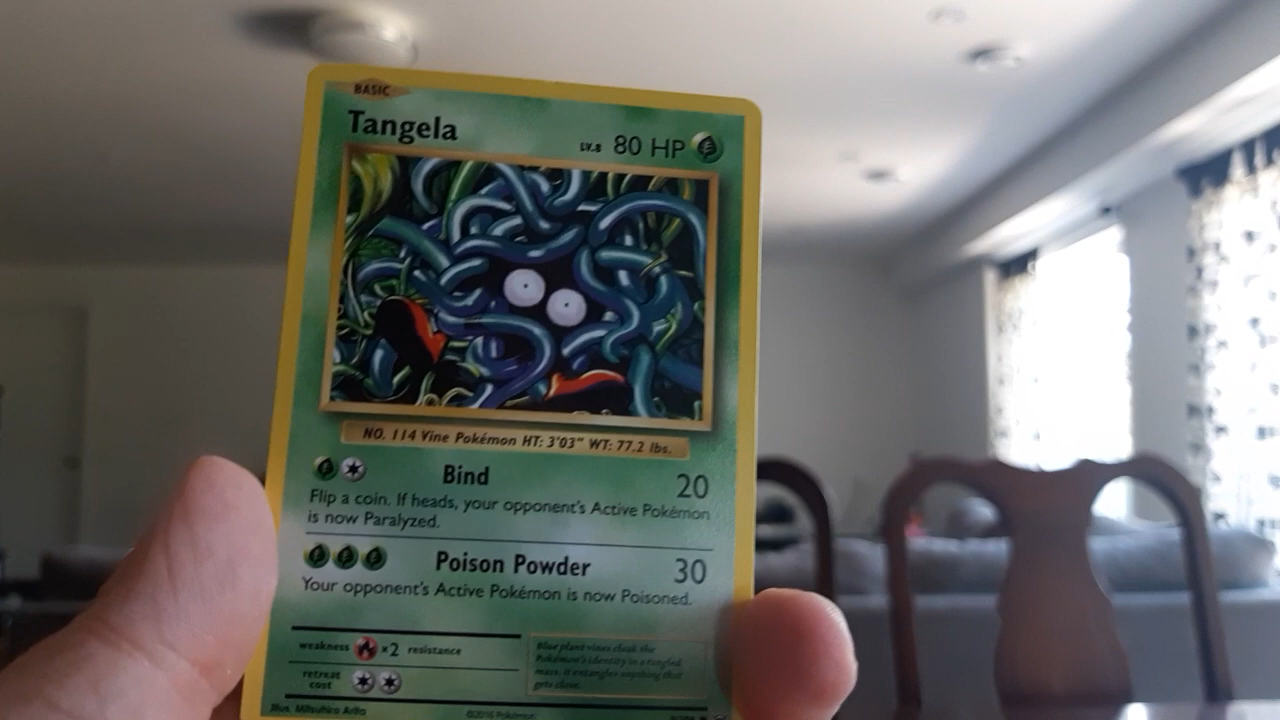 BASIC
Tangela
LV.8 80 HP
NO. 114 Vine Pokémon HT: 3'03" WT: 77.2 lbs.
Bind 20
Flip a coin. If heads, your opponent's Active Pokémon
is now Paralyzed.
Poison Powder 30
Your opponent's Active Pokémon is now Poisoned.
weakness ×2 resistance
retreat
cost
Blue plant vines cloak the
Pokémon's identity in a tangled
mass. It entangles anything that
gets close.
Illus. Mitsuhiro Arita
©2016 Pokémon